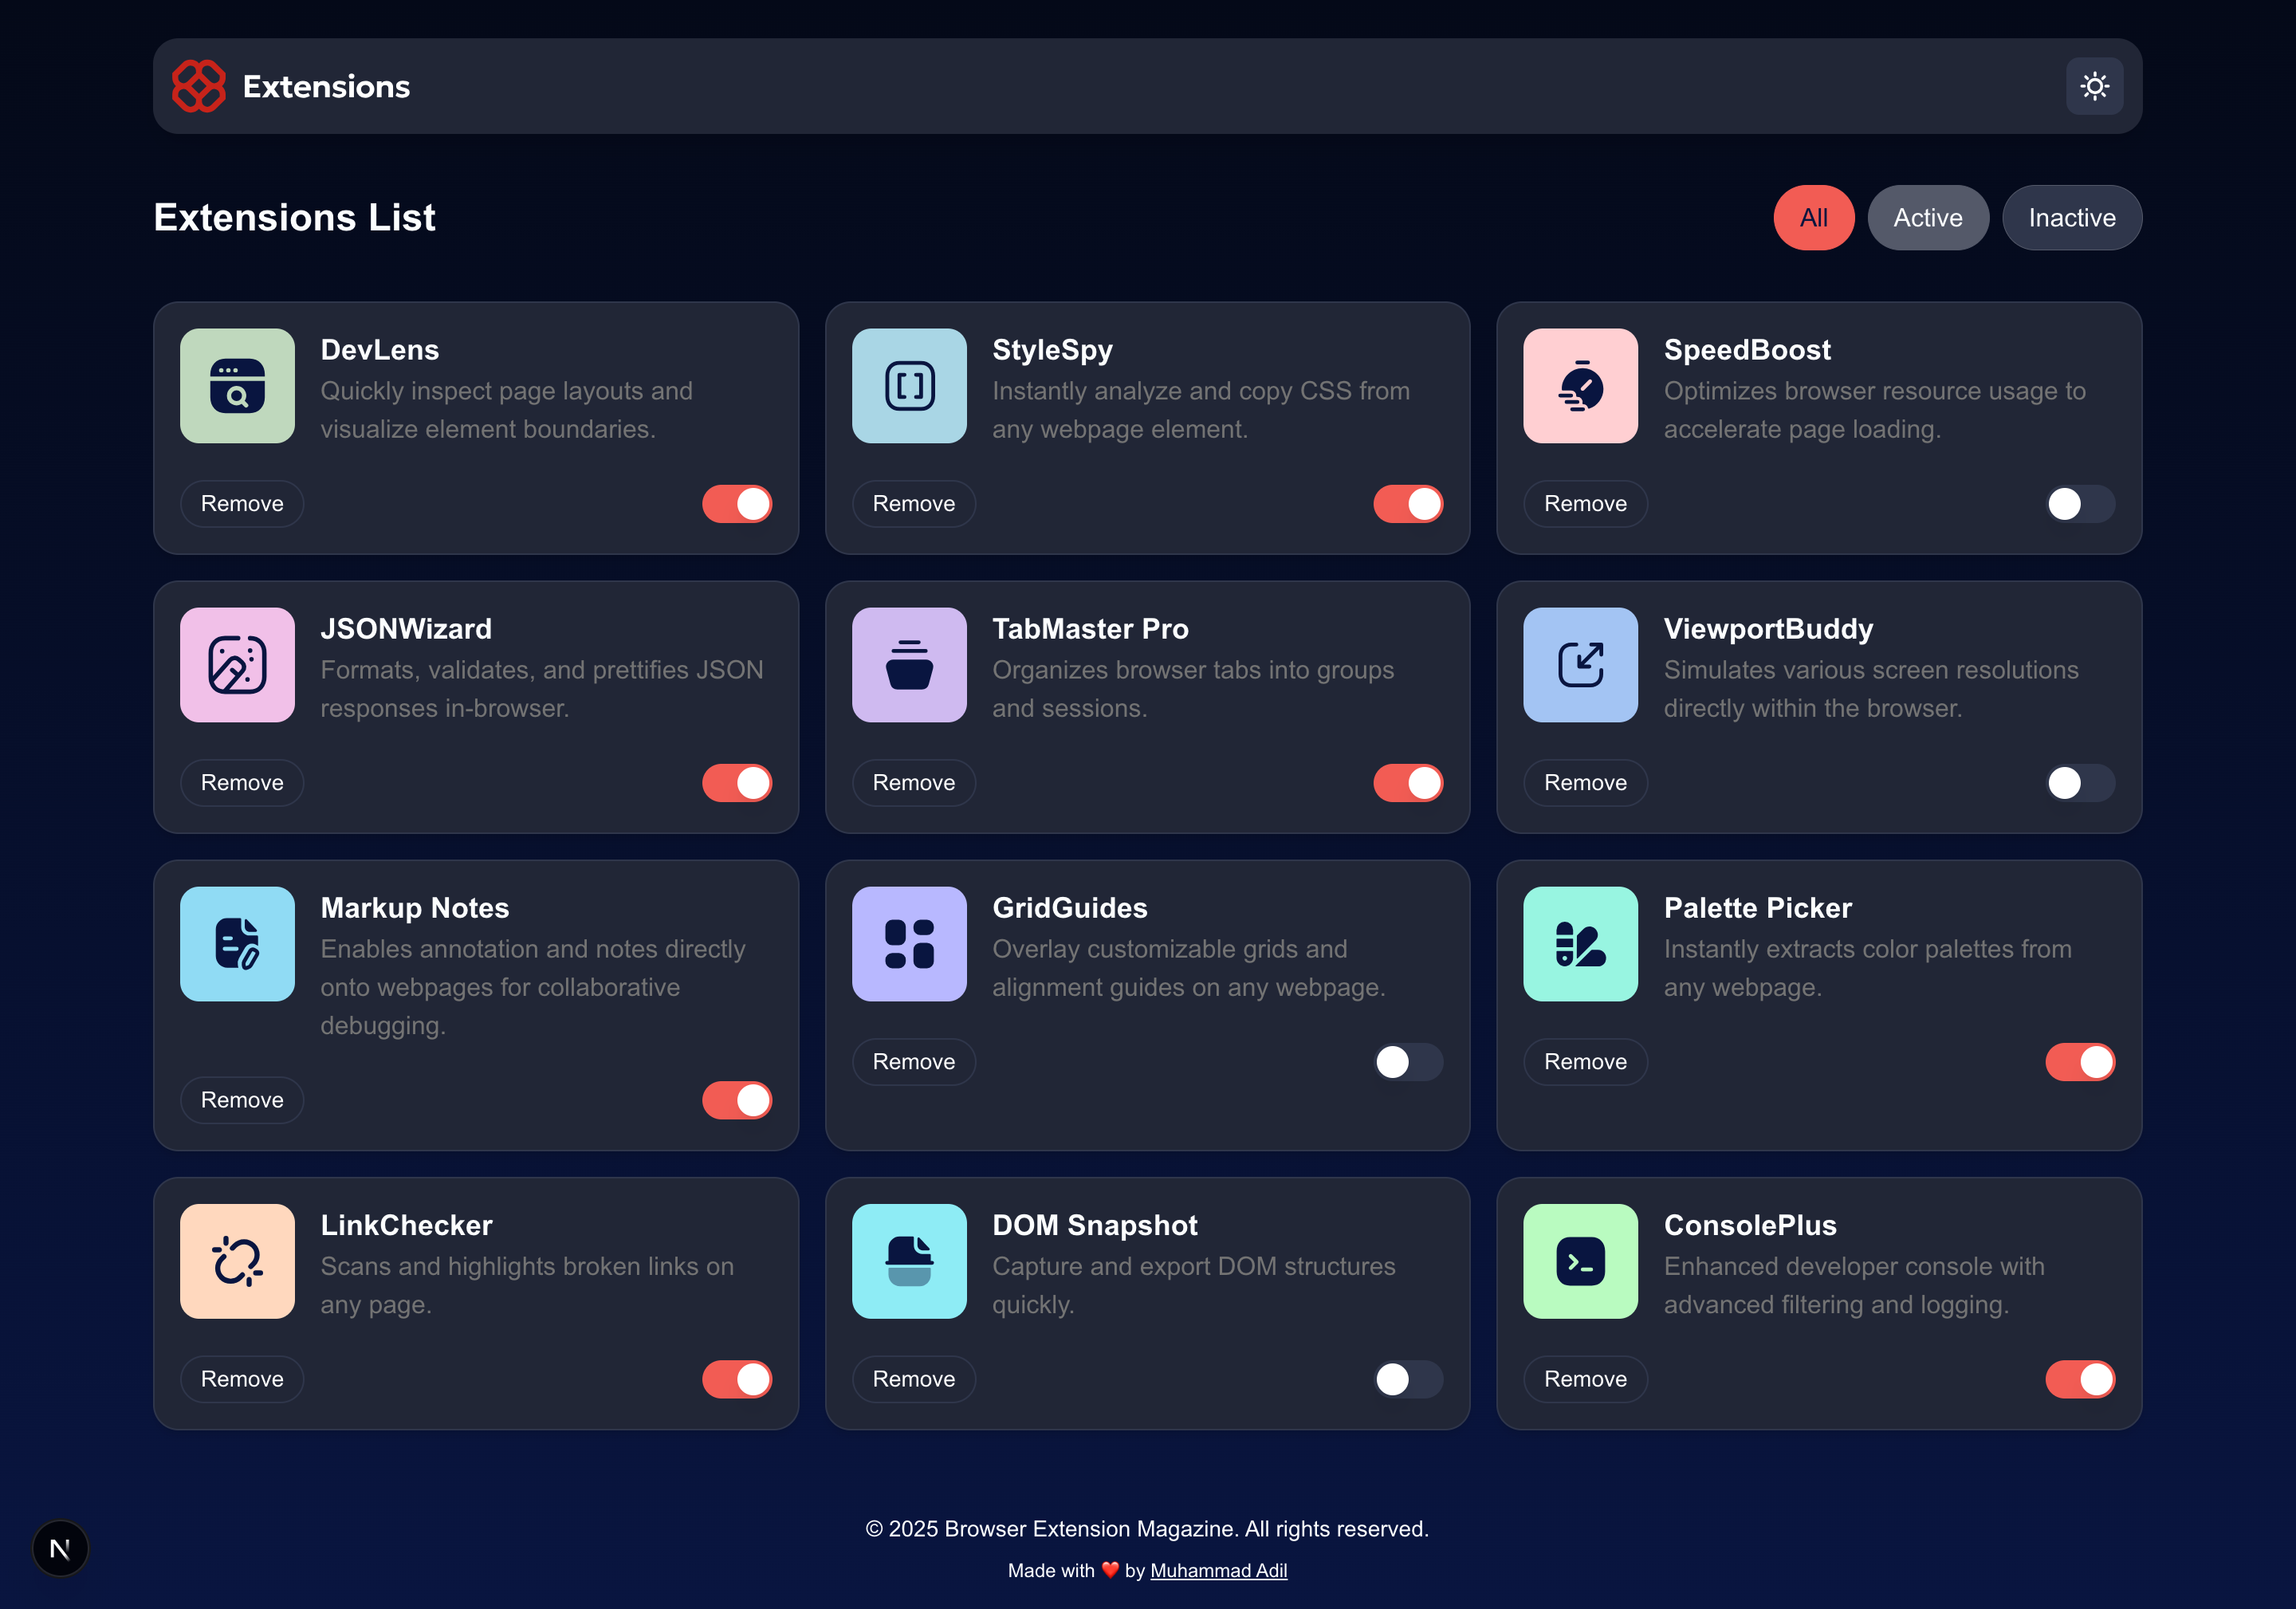 Extensions
Extensions List
All
Active
Inactive
DevLens
Quickly inspect page layouts and
visualize element boundaries.
Remove
StyleSpy
Instantly analyze and copy CSS from
any webpage element.
Remove
SpeedBoost
Optimizes browser resource usage to
accelerate page loading.
Remove
JSONWizard
Formats, validates, and prettifies JSON
responses in-browser.
Remove
TabMaster Pro
Organizes browser tabs into groups
and sessions.
Remove
ViewportBuddy
Simulates various screen resolutions
directly within the browser.
Remove
Markup Notes
Enables annotation and notes directly
onto webpages for collaborative
debugging.
Remove
GridGuides
Overlay customizable grids and
alignment guides on any webpage.
Remove
Palette Picker
Instantly extracts color palettes from
any webpage.
Remove
LinkChecker
Scans and highlights broken links on
any page.
Remove
DOM Snapshot
Capture and export DOM structures
quickly.
Remove
ConsolePlus
Enhanced developer console with
advanced filtering and logging.
Remove
© 2025 Browser Extension Magazine. All rights reserved.
Made with ❤️ by Muhammad Adil
N